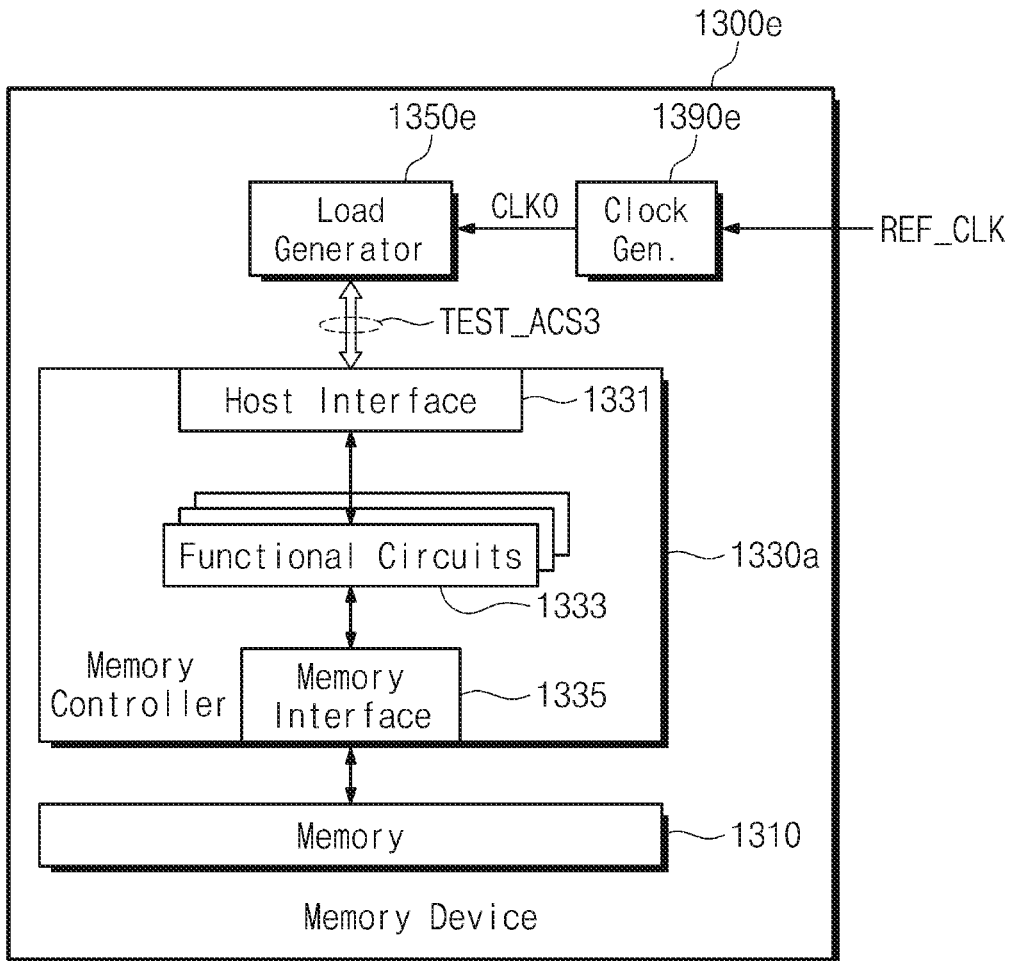 1300e
1350e
1390e
Load
Generator
CLK0
Clock
Gen.
REF_CLK
TEST_ACS3
Host Interface
1331
Functional Circuits
1330a
1333
Memory
Controller
Memory
Interface
1335
Memory
1310
Memory Device